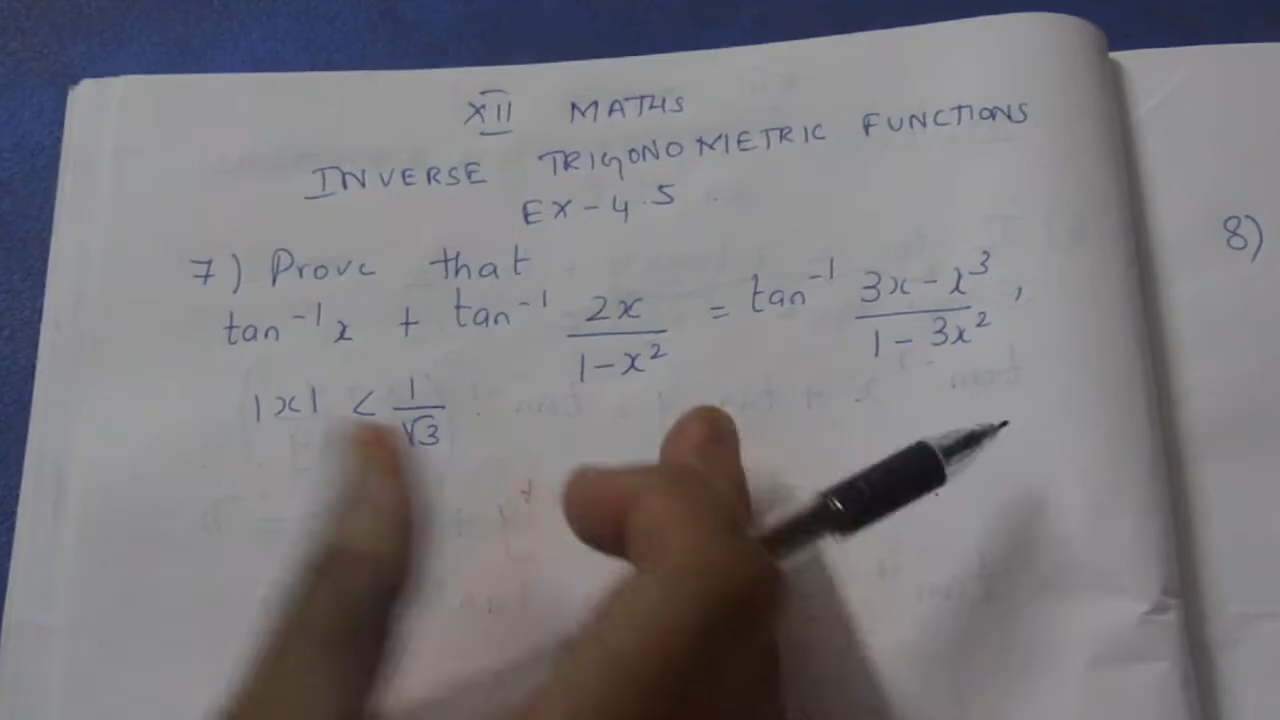 XII MATHS
INVERSE TRIGONOMETRIC FUNCTIONS
EX-4.5
7) Prove that
tan⁻¹x + tan⁻¹ 2x/(1-x²) = tan⁻¹ (3x-x³)/(1-3x²),
|x| < 1/√3
8)